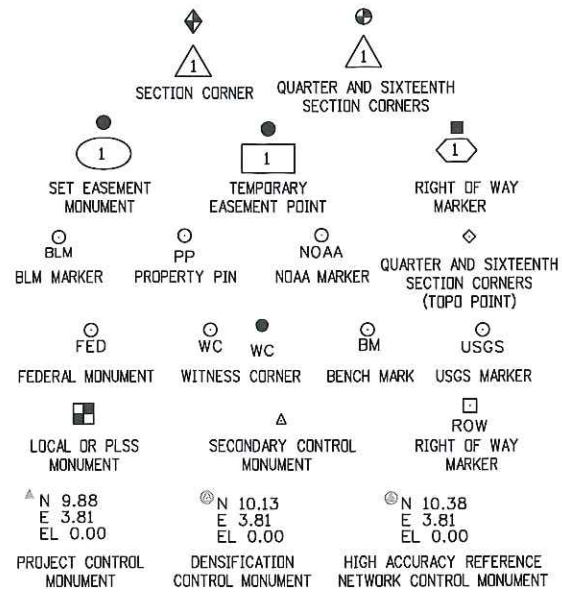 1
1
SECTION CORNER
QUARTER AND SIXTEENTH
SECTION CORNERS
1
1
1
SET EASEMENT
MONUMENT
TEMPORARY
EASEMENT POINT
RIGHT OF WAY
MARKER
BLM
BLM MARKER
PP
PROPERTY PIN
NOAA
NOAA MARKER
QUARTER AND SIXTEENTH
SECTION CORNERS
(TOPO POINT)
FED
FEDERAL MONUMENT
WC
WC
WITNESS CORNER
BM
BENCH MARK
USGS
USGS MARKER
LOCAL OR PLSS
MONUMENT
SECONDARY CONTROL
MONUMENT
ROW
RIGHT OF WAY
MARKER
N 9.88
E 3.81
EL 0.00
PROJECT CONTROL
MONUMENT
N 10.13
E 3.81
EL 0.00
DENSIFICATION
CONTROL MONUMENT
N 10.38
E 3.81
EL 0.00
HIGH ACCURACY REFERENCE
NETWORK CONTROL MONUMENT